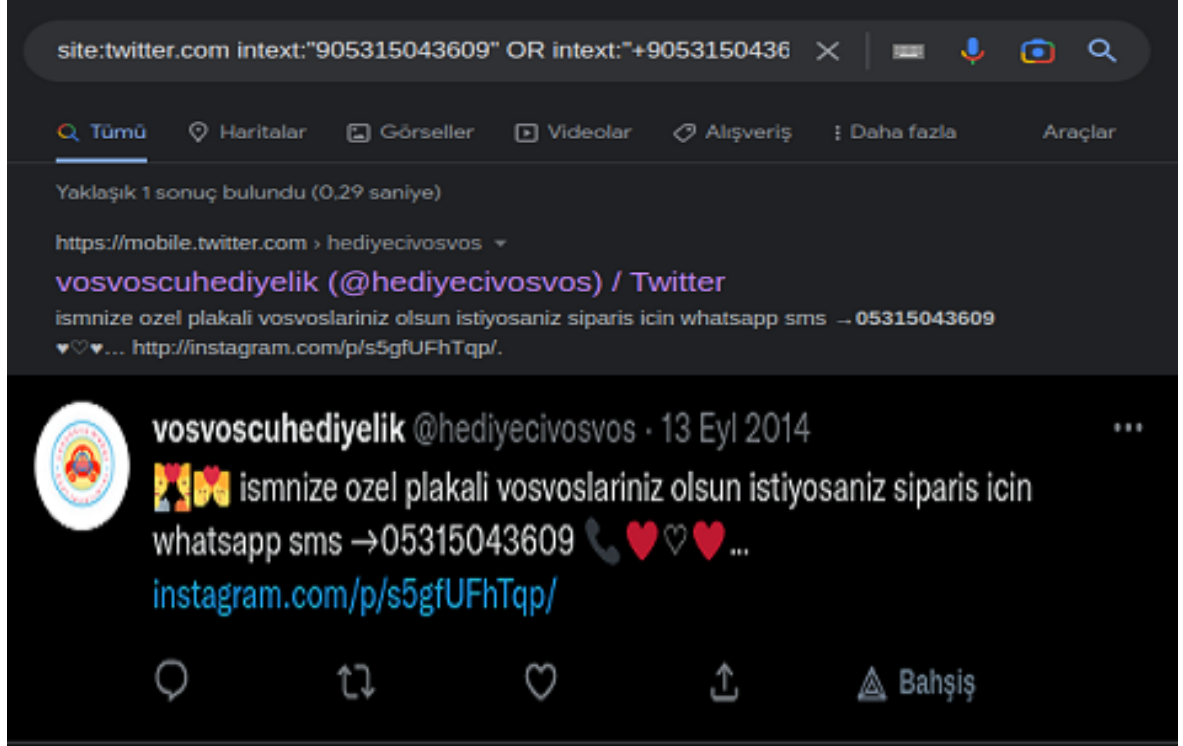 site:twitter.com intext:"905315043609" OR intext:"+9053150436
Tümü Haritalar Görseller Videolar Alışveriş Daha fazla Araçlar
Yaklaşık 1 sonuç bulundu (0,29 saniye)
https://mobile.twitter.com › hediyecivosvos
vosvoscuhediyelik (@hediyecivosvos) / Twitter
ismnize ozel plakali vosvoslariniz olsun istiyosaniz siparis icin whatsapp sms →05315043609
♥♡♥... http://instagram.com/p/s5gfUFhTqp/.
vosvoscuhediyelik @hediyecivosvos · 13 Eyl 2014
ismnize ozel plakali vosvoslariniz olsun istiyosaniz siparis icin
whatsapp sms →05315043609 📞♥♡♥...
instagram.com/p/s5gfUFhTqp/
Bahşiş